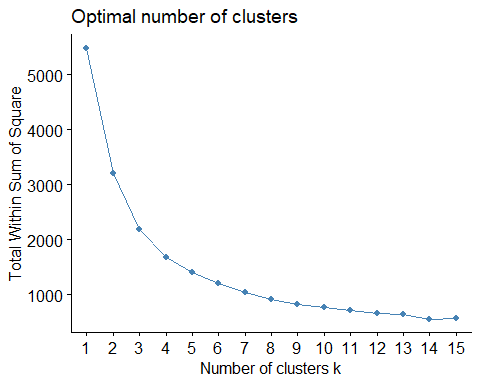 Optimal number of clusters
Total Within Sum of Square
5000
4000
3000
2000
1000
1 2 3 4 5 6 7 8 9 10 11 12 13 14 15
Number of clusters k